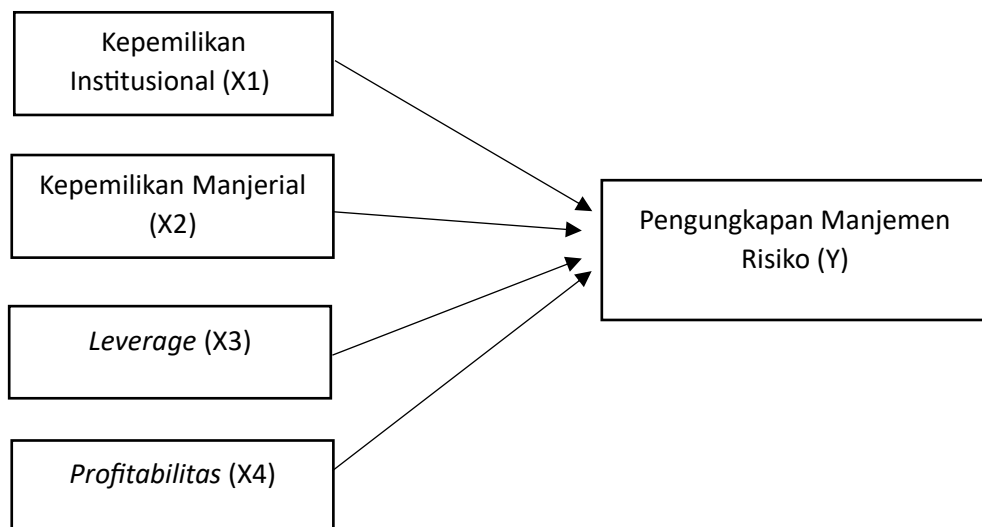 Kepemilikan
Institusional (X1)
Kepemilikan Manjerial
(X2)
Leverage (X3)
Profitabilitas (X4)
Pengungkapan Manjemen
Risiko (Y)